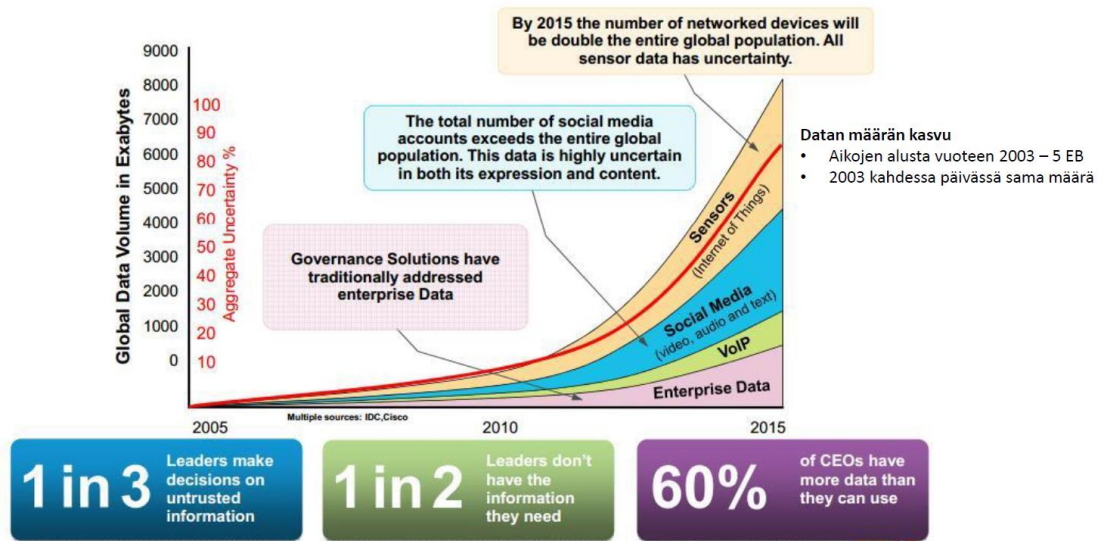 By 2015 the number of networked devices will
be double the entire global population. All
sensor data has uncertainty.
The total number of social media
accounts exceeds the entire global
population. This data is highly uncertain
in both its expression and content.
Governance Solutions have
traditionally addressed
enterprise Data
Global Data Volume in Exabytes
9000
8000
7000
6000
5000
4000
3000
2000
1000
0
Aggregate Uncertainty %
100
90
80
70
60
50
40
30
20
10
Sensors
(Internet of Things)
Social Media
(video, audio and text)
VoIP
Enterprise Data
Multiple sources: IDC,Cisco
2005
2010
2015
Datan määrän kasvu
• Aikojen alusta vuoteen 2003 – 5 EB
• 2003 kahdessa päivässä sama määrä
1 in 3
Leaders make
decisions on
untrusted
information
1 in 2
Leaders don't
have the
information
they need
60%
of CEOs have
more data than
they can use